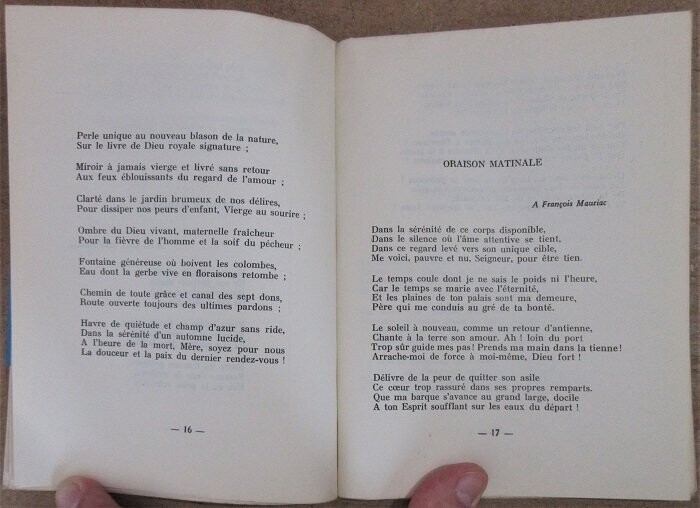 Perle unique au nouveau blason de la nature,
Sur le livre de Dieu royale signature ;
Miroir à jamais vierge et livré sans retour
Aux feux éblouissants du regard de l'amour ;
Clarté dans le jardin brumeux de nos délires,
Pour dissiper nos peurs d'enfant, Vierge au sourire ;
Ombre du Dieu vivant, maternelle fraîcheur
Pour la fièvre de l'homme et la soif du pécheur ;
Fontaine généreuse où boivent les colombes,
Eau dont la gerbe vive en floraisons retombe ;
Chemin de toute grâce et canal des sept dons,
Route ouverte toujours des ultimes pardons ;
Havre de quiétude et champ d'azur sans ride,
Dans la sérénité d'un automne lucide,
A l'heure de la mort, Mère, soyez pour nous
La douceur et la paix du dernier rendez-vous !
— 16 —
ORAISON MATINALE
A François Mauriac
Dans la sérénité de ce corps disponible,
Dans le silence où l'âme attentive se tient,
Dans ce regard levé vers son unique cible,
Me voici, pauvre et nu, Seigneur, pour être tien.
Le temps coule dont je ne sais le poids ni l'heure,
Car le temps se marie avec l'éternité,
Et les plaines de ton palais sont ma demeure,
Père qui me conduis au gré de ta bonté.
Le soleil à nouveau, comme un retour d'antienne,
Chante à la terre son amour. Ah ! loin du port
Trop sûr guide mes pas! Prends ma main dans la tienne !
Arrache-moi de force à moi-même, Dieu fort !
Délivre de la peur de quitter son asile
Ce cœur trop rassuré dans ses propres remparts.
Que ma barque s'avance au grand large, docile
A ton Esprit soufflant sur les eaux du départ !
— 17 —